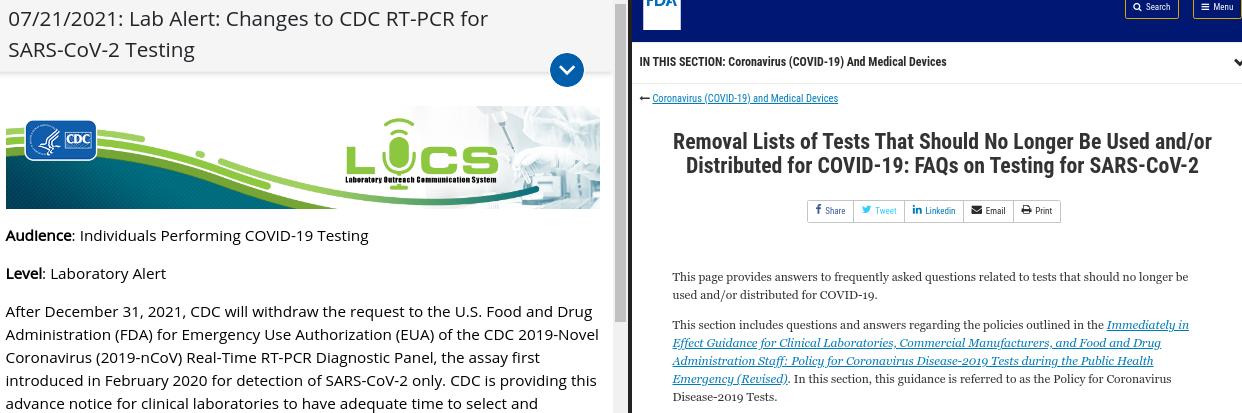 07/21/2021: Lab Alert: Changes to CDC RT-PCR for
SARS-CoV-2 Testing
CDC
LOCS
Laboratory Outreach Communication System
Audience: Individuals Performing COVID-19 Testing
Level: Laboratory Alert
After December 31, 2021, CDC will withdraw the request to the U.S. Food and Drug
Administration (FDA) for Emergency Use Authorization (EUA) of the CDC 2019-Novel
Coronavirus (2019-nCoV) Real-Time RT-PCR Diagnostic Panel, the assay first
introduced in February 2020 for detection of SARS-CoV-2 only. CDC is providing this
advance notice for clinical laboratories to have adequate time to select and
FDA
Search
Menu
IN THIS SECTION: Coronavirus (COVID-19) And Medical Devices
← Coronavirus (COVID-19) and Medical Devices
Removal Lists of Tests That Should No Longer Be Used and/or
Distributed for COVID-19: FAQs on Testing for SARS-CoV-2
Share Tweet Linkedin Email Print
This page provides answers to frequently asked questions related to tests that should no longer be
used and/or distributed for COVID-19.
This section includes questions and answers regarding the policies outlined in the Immediately in
Effect Guidance for Clinical Laboratories, Commercial Manufacturers, and Food and Drug
Administration Staff: Policy for Coronavirus Disease-2019 Tests during the Public Health
Emergency (Revised). In this section, this guidance is referred to as the Policy for Coronavirus
Disease-2019 Tests.